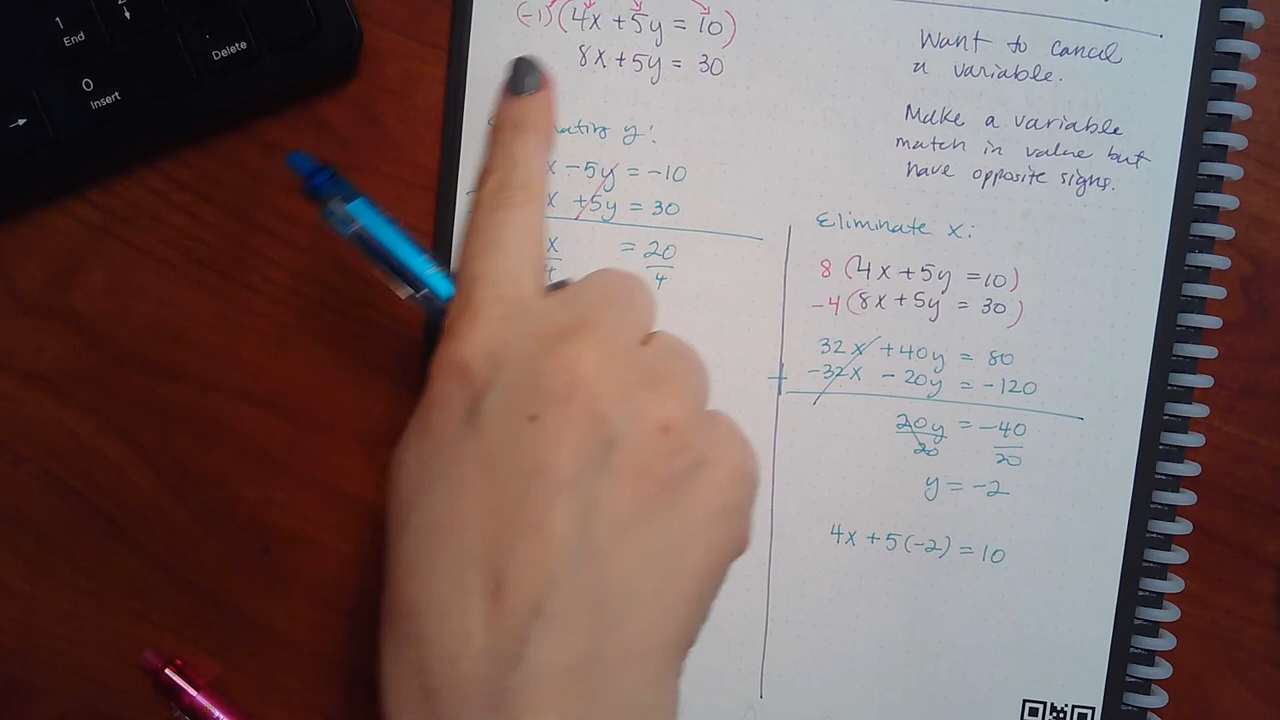 1
End
0
Insert
Delete
(-1)(4x + 5y = 10)
8x + 5y = 30
y:
x - 5y = -10
x + 5y = 30
x = 20
4
Want to cancel
a variable.
Make a variable
match in value but
have opposite signs.
Eliminate x:
8 (4x + 5y = 10)
-4 (8x + 5y = 30)
32x + 40y = 80
+ -32x - 20y = -120
20y = -40
20 20
y = -2
4x + 5(-2) = 10